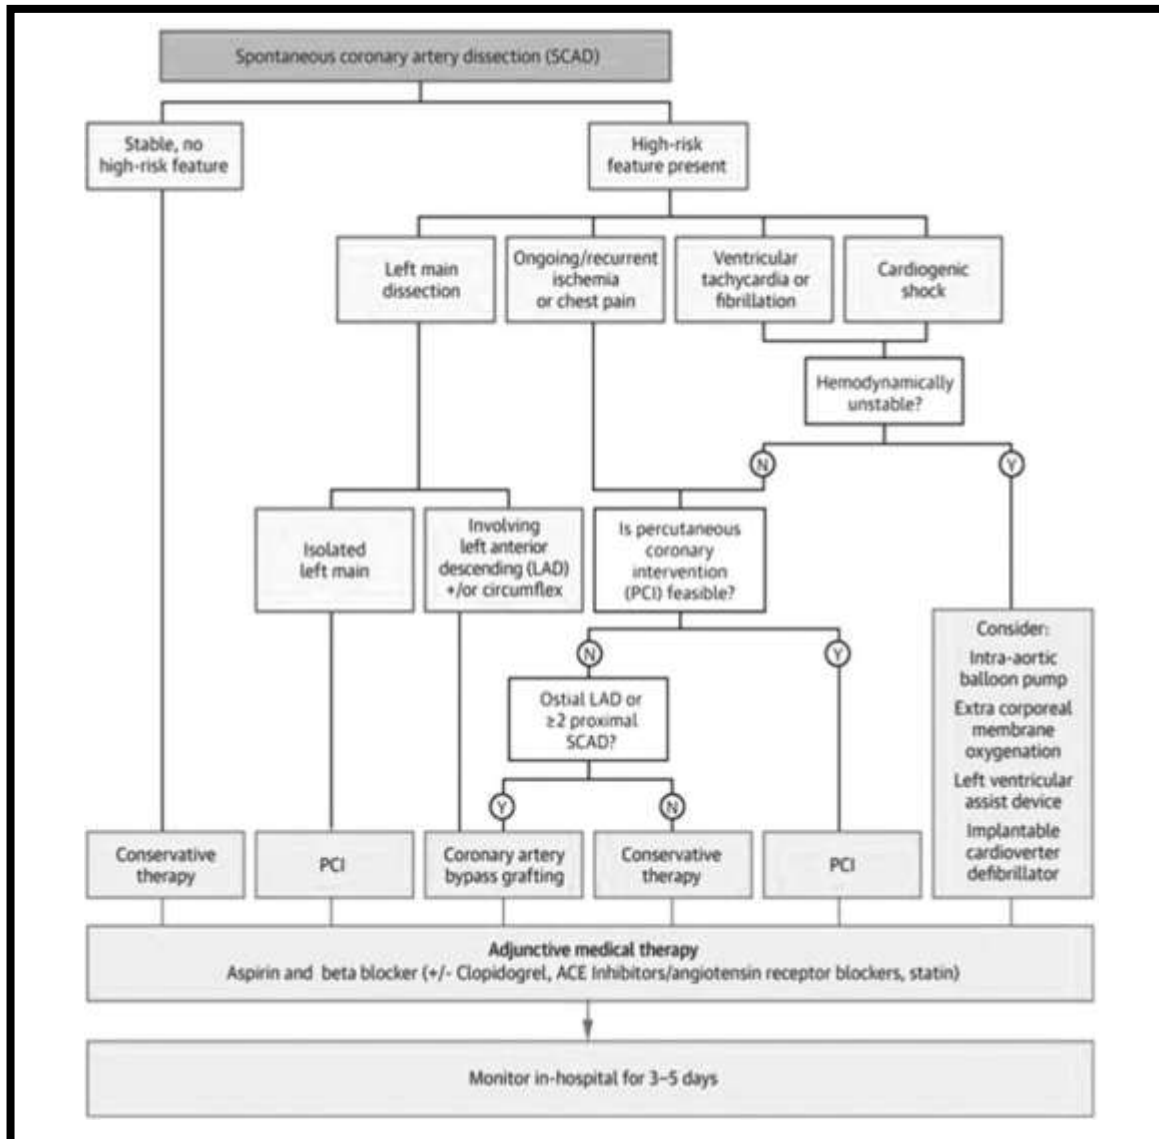 Spontaneous coronary artery dissection (SCAD)
Stable, no
high-risk feature
High-risk
feature present
Left main
dissection
Ongoing/recurrent
ischemia
or chest pain
Ventricular
tachycardia or
fibrillation
Cardiogenic
shock
Hemodynamically
unstable?
N
Y
Isolated
left main
Involving
left anterior
descending (LAD)
+/or circumflex
Is percutaneous
coronary
intervention
(PCI) feasible?
N
Y
Ostial LAD or
≥2 proximal
SCAD?
Y
N
Consider:
Intra-aortic
balloon pump
Extra corporeal
membrane
oxygenation
Left ventricular
assist device
Implantable
cardioverter
defibrillator
Conservative
therapy
PCI
Coronary artery
bypass grafting
Conservative
therapy
PCI
Adjunctive medical therapy
Aspirin and beta blocker (+/- Clopidogrel, ACE Inhibitors/angiotensin receptor blockers, statin)
Monitor in-hospital for 3–5 days